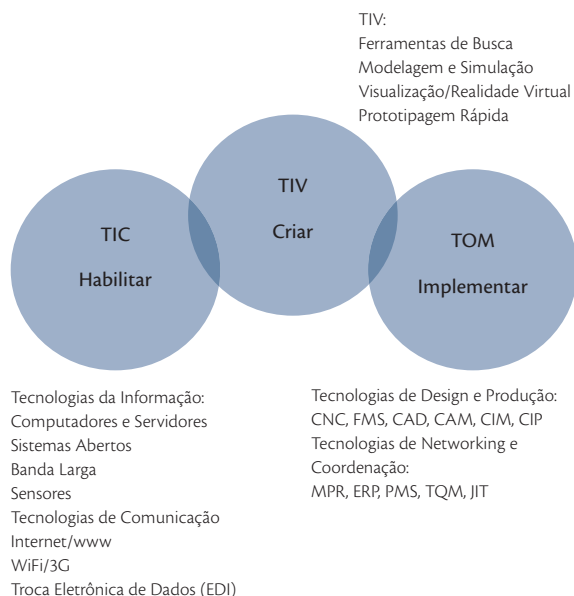 TIV:
Ferramentas de Busca
Modelagem e Simulação
Visualização/Realidade Virtual
Prototipagem Rápida
TIC
Habilitar
TIV
Criar
TOM
Implementar
Tecnologias da Informação:
Computadores e Servidores
Sistemas Abertos
Banda Larga
Sensores
Tecnologias de Comunicação
Internet/www
WiFi/3G
Troca Eletrônica de Dados (EDI)
Tecnologias de Design e Produção:
CNC, FMS, CAD, CAM, CIM, CIP
Tecnologias de Networking e
Coordenação:
MPR, ERP, PMS, TQM, JIT